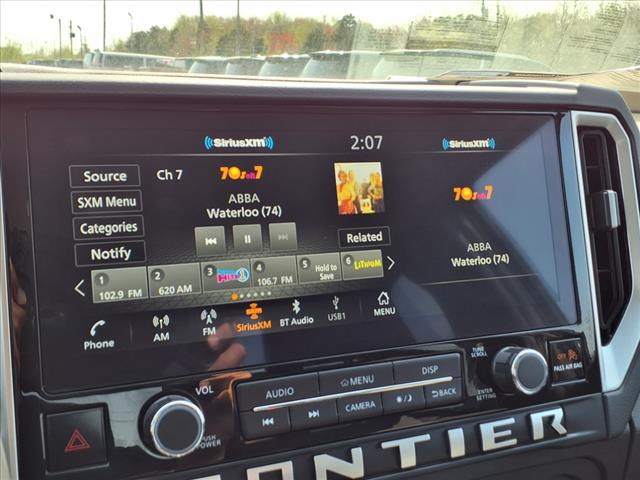 SiriusXM 2:07 SiriusXM
Source Ch 7 70s on 7
SXM Menu ABBA
Waterloo (74)
Categories
Notify Related
70s on 7
ABBA
Waterloo (74)
1 2 3 4 5 6
102.9 FM 620 AM 106.7 FM Hold to Save LITHIUM
Phone AM FM SXM SiriusXM BT Audio USB1 MENU
VOL
PUSH POWER
AUDIO MENU DISP
CAMERA BACK
TUNE SCROLL
ENTER SETTING
OFF
PASS AIR BAG
FRONTIER